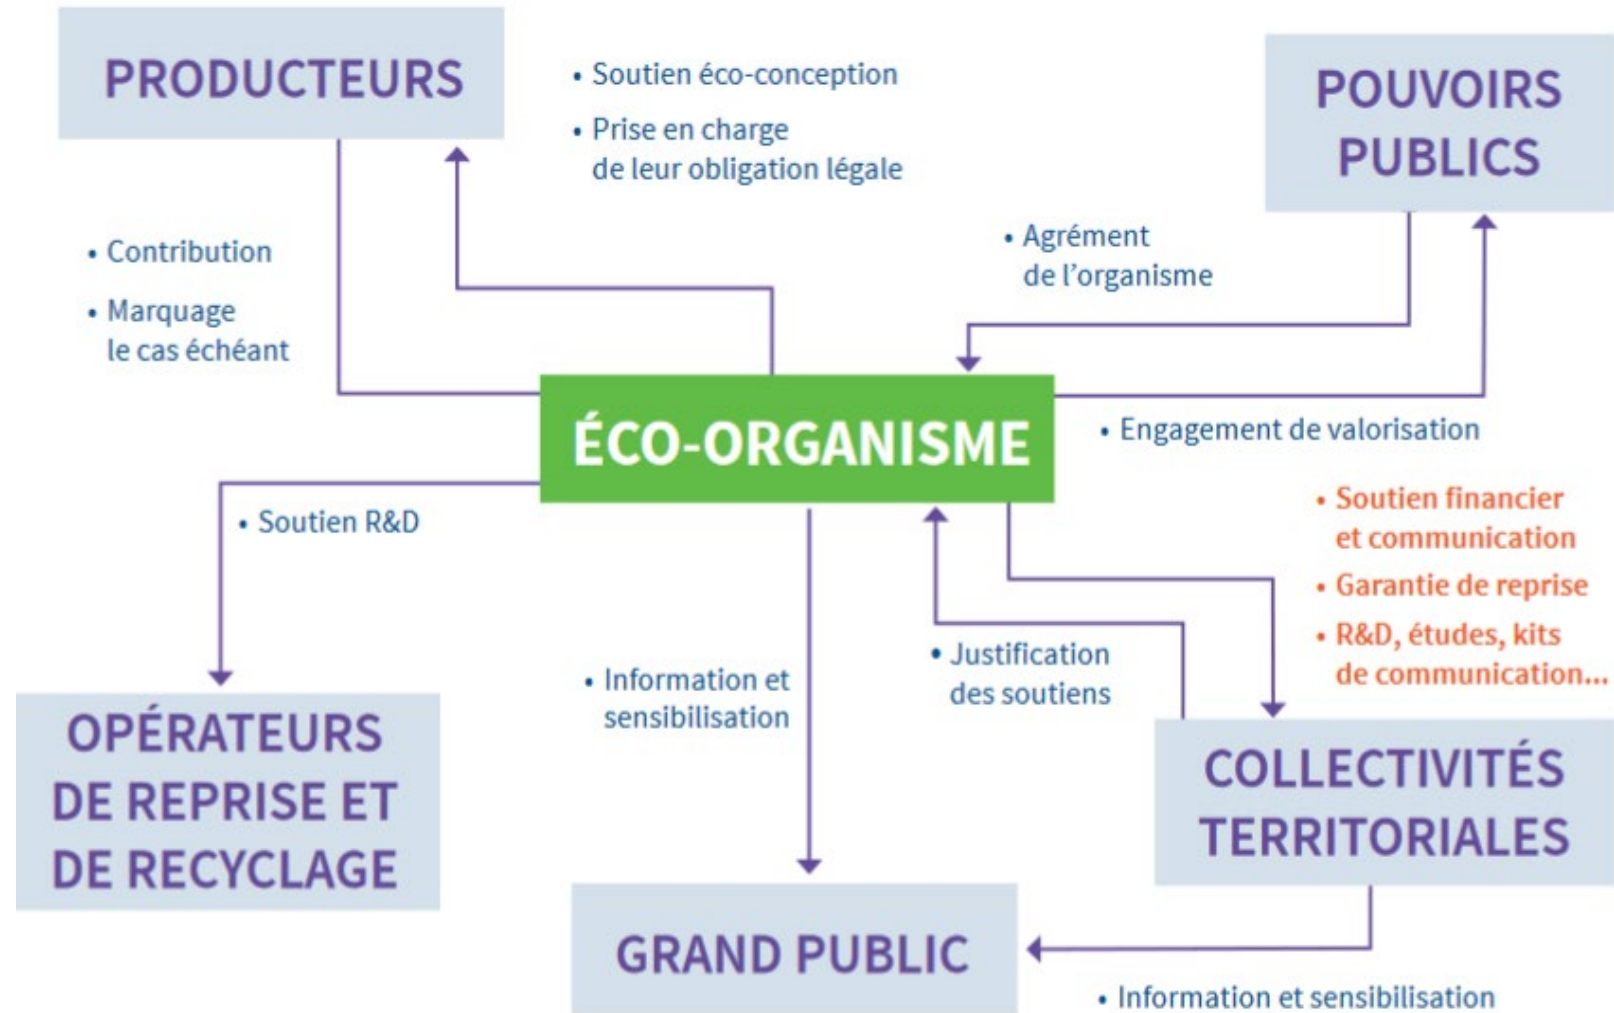 PRODUCTEURS
• Soutien éco-conception
• Prise en charge
de leur obligation légale
POUVOIRS
PUBLICS
• Contribution
• Marquage
le cas échéant
• Agrément
de l’organisme
ÉCO-ORGANISME
• Engagement de valorisation
• Soutien R&D
• Soutien financier
et communication
• Garantie de reprise
• R&D, études, kits
de communication...
• Information et
sensibilisation
• Justification
des soutiens
OPÉRATEURS
DE REPRISE ET
DE RECYCLAGE
COLLECTIVITÉS
TERRITORIALES
GRAND PUBLIC
• Information et sensibilisation